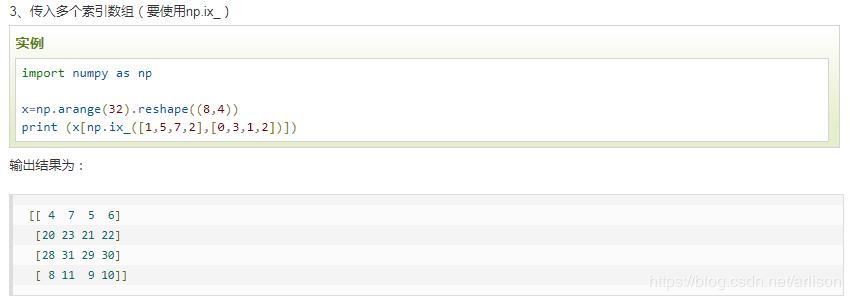 3、传入多个索引数组（要使用np.ix_）
实例
import numpy as np
x=np.arange(32).reshape((8,4))
print (x[np.ix_([1,5,7,2],[0,3,1,2])])
输出结果为：
[[ 4  7  5  6]
 [20 23 21 22]
 [28 31 29 30]
 [ 8 11  9 10]]
https://blog.csdn.net/arlison